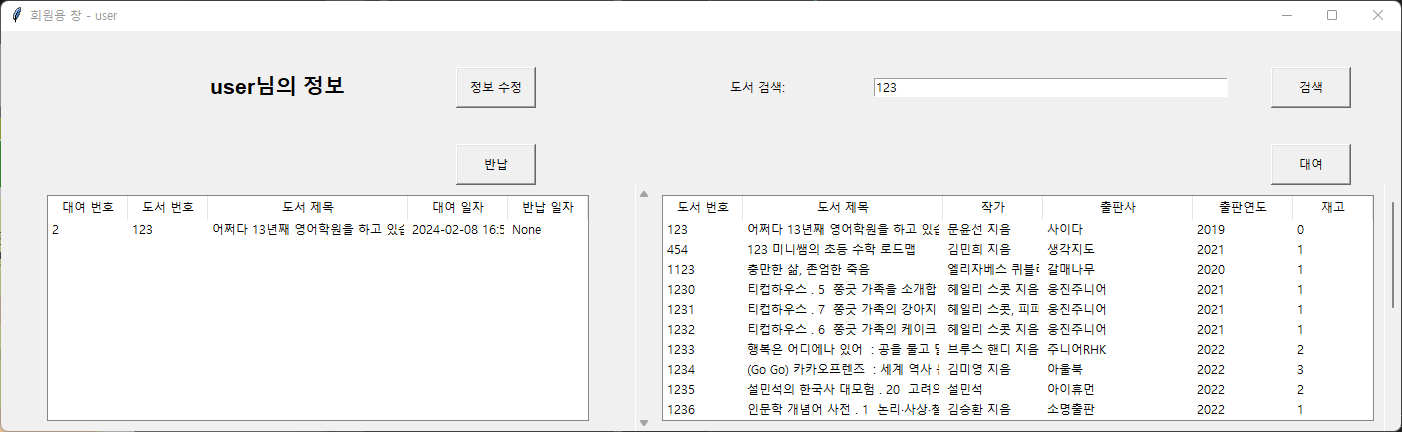 회원용 창 - user
user님의 정보 정보 수정 도서 검색: 123 검색
반납 대여
대여 번호 도서 번호 도서 제목 대여 일자 반납 일자
2 123 어쩌다 13년째 영어학원을 하고 있습 2024-02-08 16:5 None
도서 번호 도서 제목 작가 출판사 출판연도 재고
123 어쩌다 13년째 영어학원을 하고 있습 문윤선 지음 사이다 2019 0
454 123 미니쌤의 초등 수학 로드맵 김민희 지음 생각지도 2021 1
1123 충만한 삶, 존엄한 죽음 엘리자베스 퀴블러 갈매나무 2020 1
1230 티컵하우스 . 5 쫑긋 가족을 소개합 헤일리 스콧 지음 웅진주니어 2021 1
1231 티컵하우스 . 7 쫑긋 가족의 강아지 헤일리 스콧, 피파 웅진주니어 2021 1
1232 티컵하우스 . 6 쫑긋 가족의 케이크 헤일리 스콧 지음 웅진주니어 2021 1
1233 행복은 어디에나 있어 : 공을 물고 달 브루스 핸디 지음 주니어RHK 2022 2
1234 (Go Go) 카카오프렌즈 : 세계 역사 김미영 지음 아울북 2022 3
1235 설민석의 한국사 대모험 . 20 고려의 설민석 아이휴먼 2022 2
1236 인문학 개념어 사전 . 1 논리·사상·철 김승환 지음 소명출판 2022 1